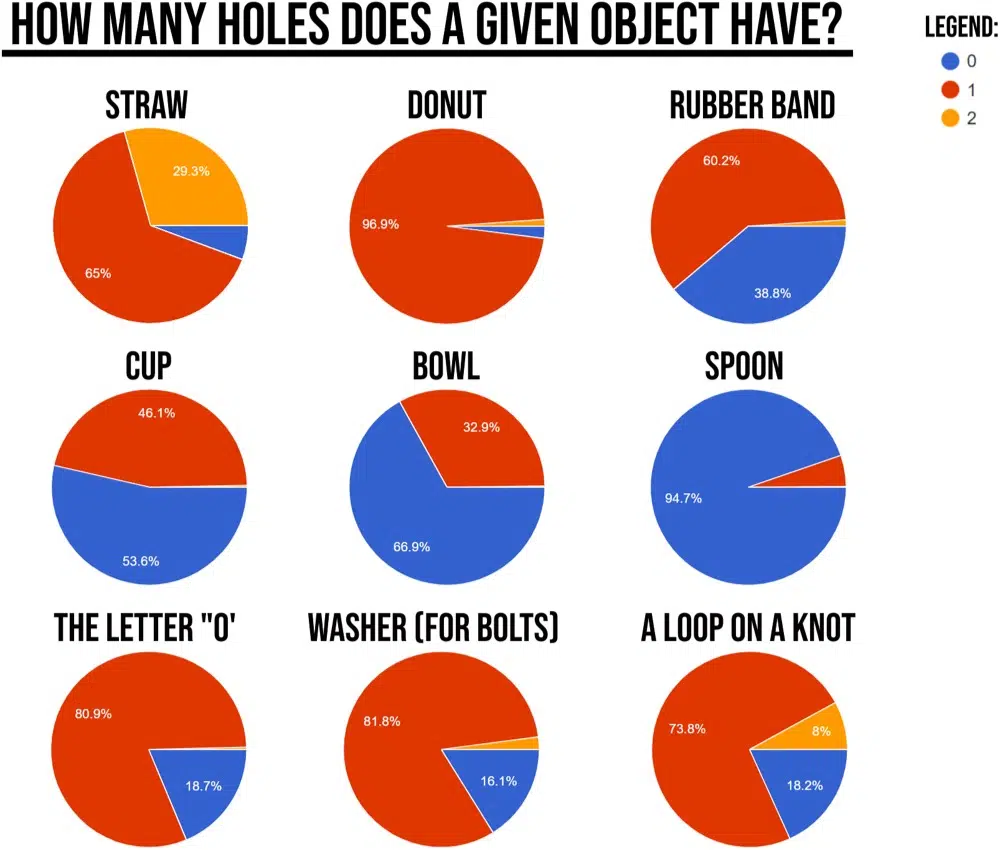 HOW MANY HOLES DOES A GIVEN OBJECT HAVE?
LEGEND:
0
1
2
STRAW
29.3%
65%
DONUT
96.9%
RUBBER BAND
60.2%
38.8%
CUP
46.1%
53.6%
BOWL
32.9%
66.9%
SPOON
94.7%
THE LETTER "O'
80.9%
18.7%
WASHER (FOR BOLTS)
81.8%
16.1%
A LOOP ON A KNOT
73.8%
8%
18.2%